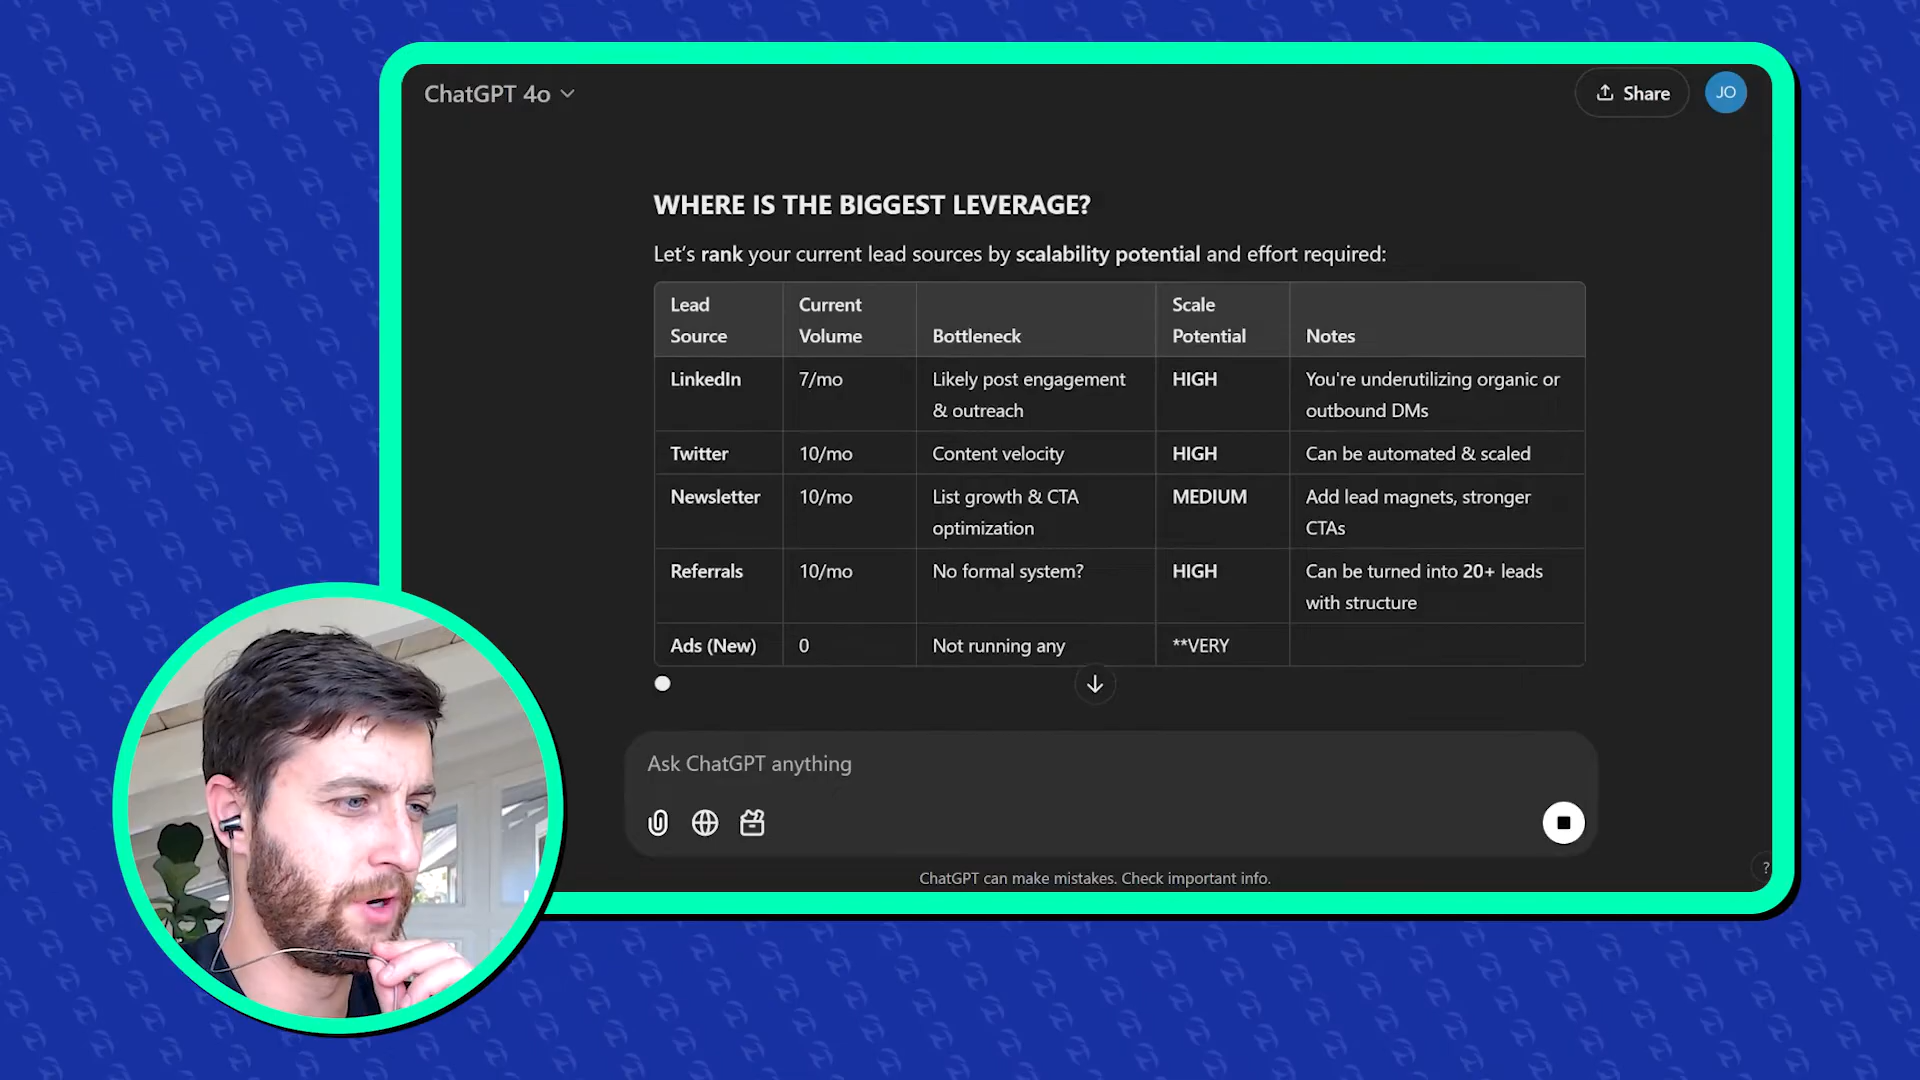 ChatGPT 4o
Share
JO
WHERE IS THE BIGGEST LEVERAGE?
Let's rank your current lead sources by scalability potential and effort required:
Lead Source
Current Volume
Bottleneck
Scale Potential
Notes
LinkedIn
7/mo
Likely post engagement & outreach
HIGH
You're underutilizing organic or outbound DMs
Twitter
10/mo
Content velocity
HIGH
Can be automated & scaled
Newsletter
10/mo
List growth & CTA optimization
MEDIUM
Add lead magnets, stronger CTAs
Referrals
10/mo
No formal system?
HIGH
Can be turned into 20+ leads with structure
Ads (New)
0
Not running any
**VERY
Ask ChatGPT anything
ChatGPT can make mistakes. Check important info.
?